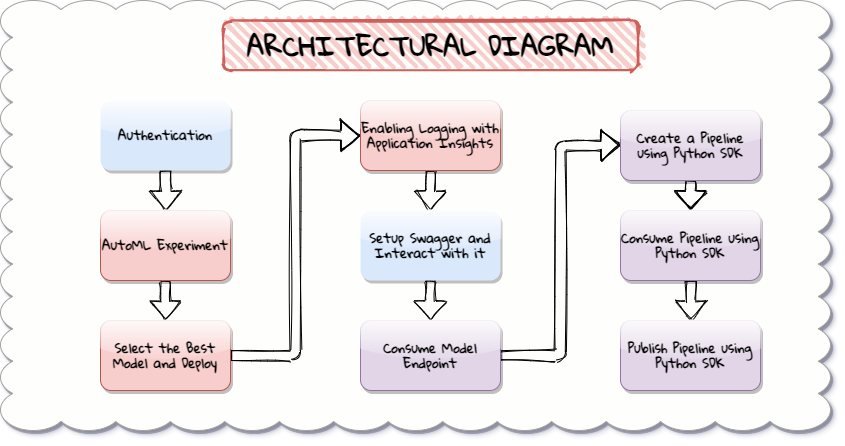 ARCHITECTURAL DIAGRAM
Authentication
AutoML Experiment
Select the Best
Model and Deploy
Enabling Logging with
Application Insights
Setup Swagger and
Interact with it
Consume Model
Endpoint
Create a Pipeline
using Python SDK
Consume Pipeline using
Python SDK
Publish Pipeline using
Python SDK